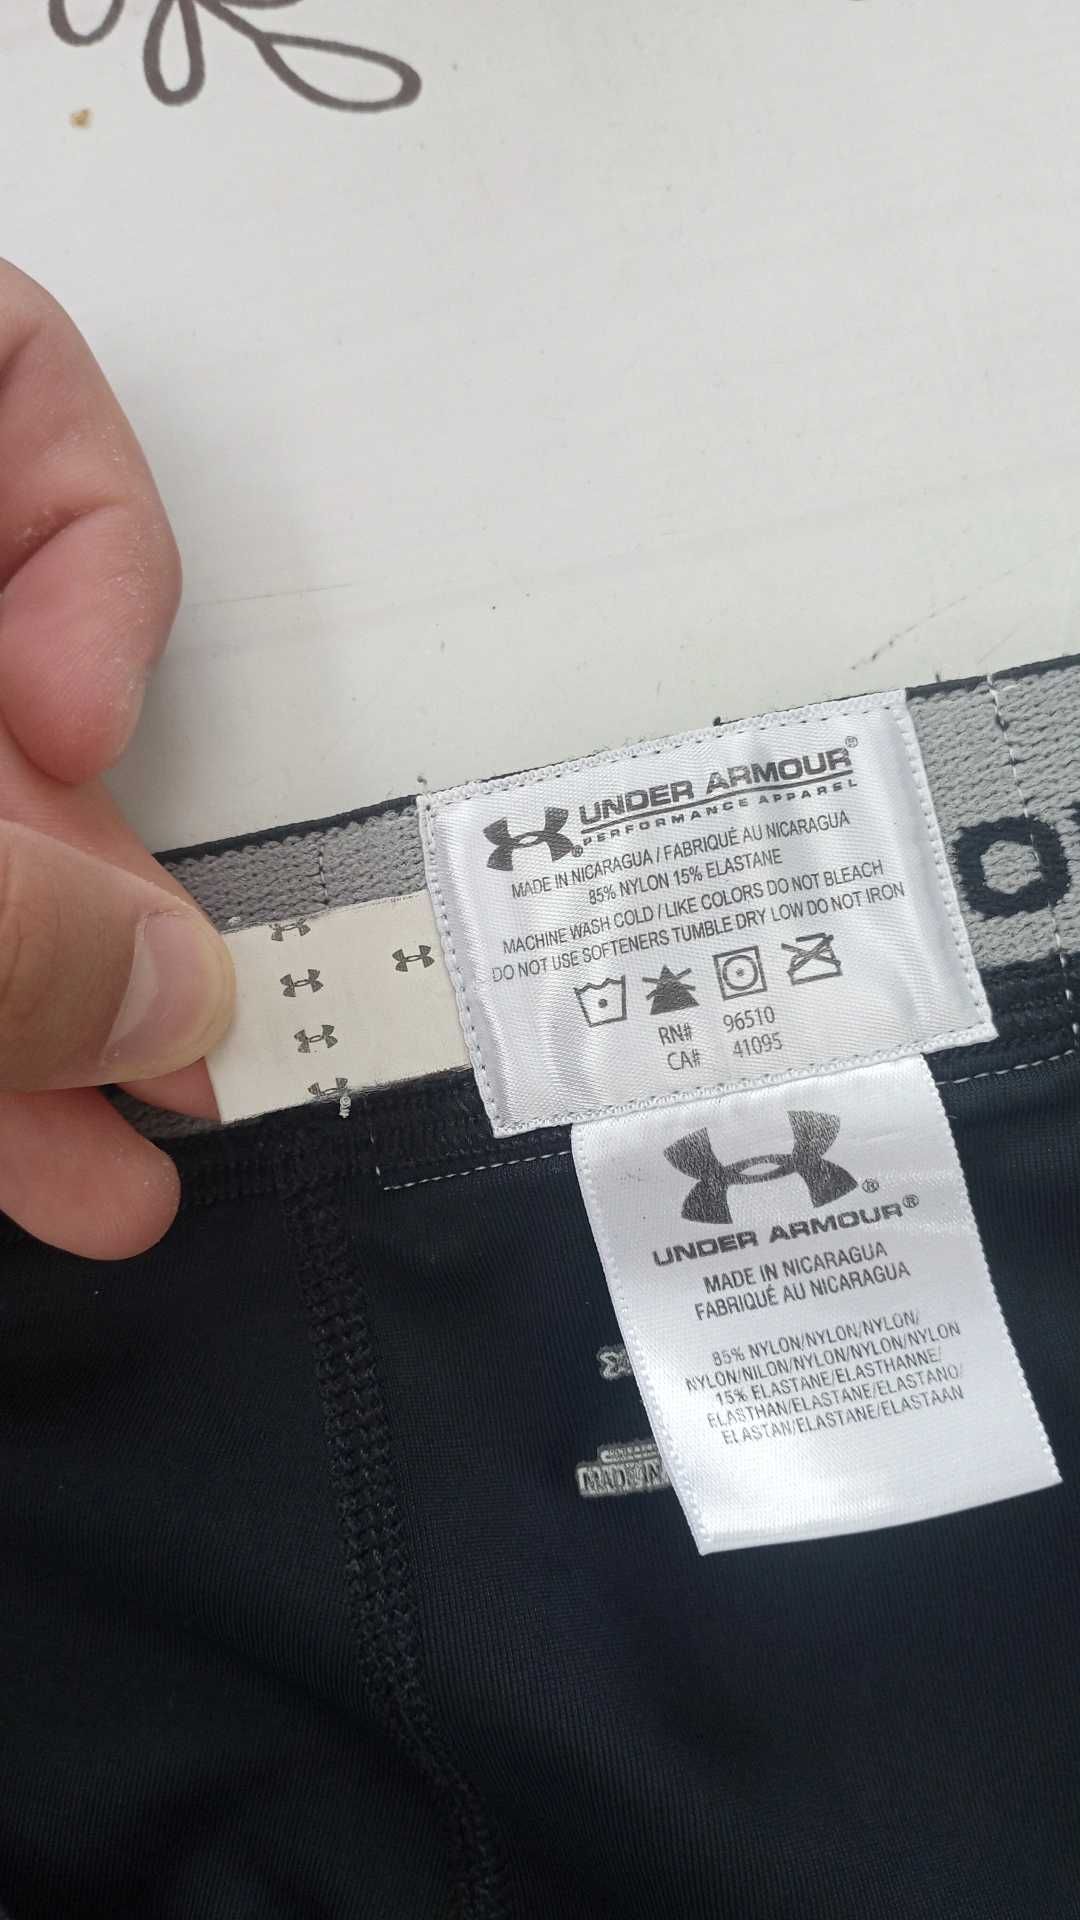 UNDER ARMOUR®
PERFORMANCE APPAREL
MADE IN NICARAGUA / FABRIQUÉ AU NICARAGUA
85% NYLON 15% ELASTANE
MACHINE WASH COLD / LIKE COLORS DO NOT BLEACH
DO NOT USE SOFTENERS TUMBLE DRY LOW DO NOT IRON
RN# 96510
CA# 41095
UNDER ARMOUR®
MADE IN NICARAGUA
FABRIQUÉ AU NICARAGUA
85% NYLON/NYLON/NYLON/
NYLON/NILON/NYLON/NYLON/NYLON
15% ELASTANE/ELASTHANNE/
ELASTHAN/ELASTANE/ELASTANO/
ELASTAN/ELASTANE/ELASTAAN
MADE IN